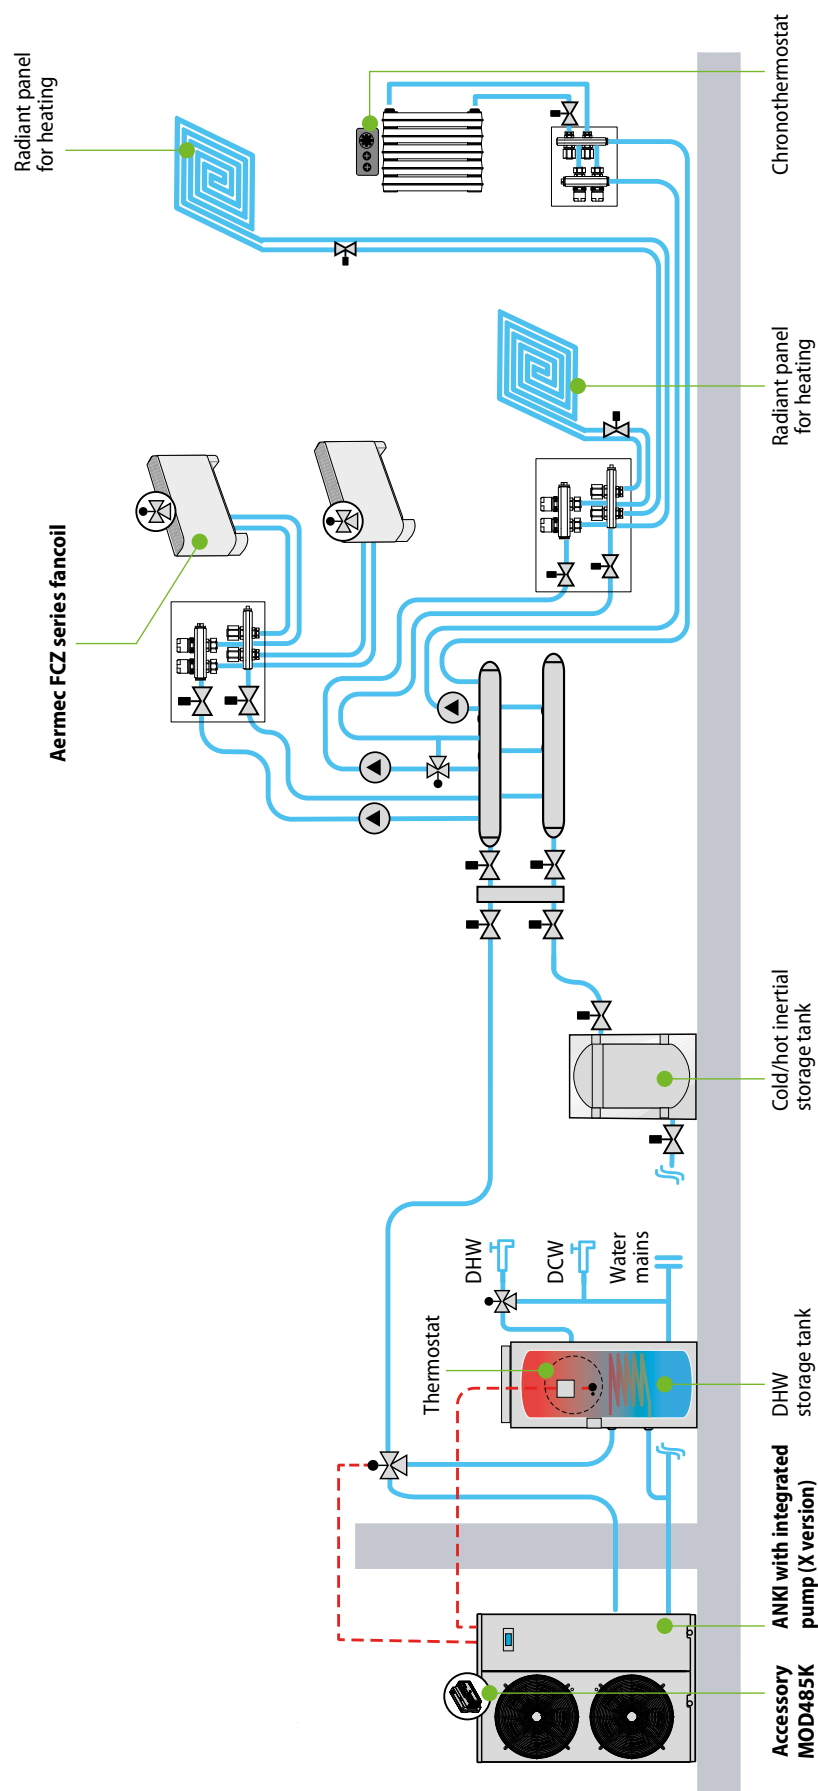 Radiant panel
for heating
Aermec FCZ series fancoil
Chronothermostat
Radiant panel
for heating
Cold/hot inertial
storage tank
DHW
DCW
Water
mains
Thermostat
DHW
storage tank
ANKI with integrated
pump (X version)
Accessory
MOD485K